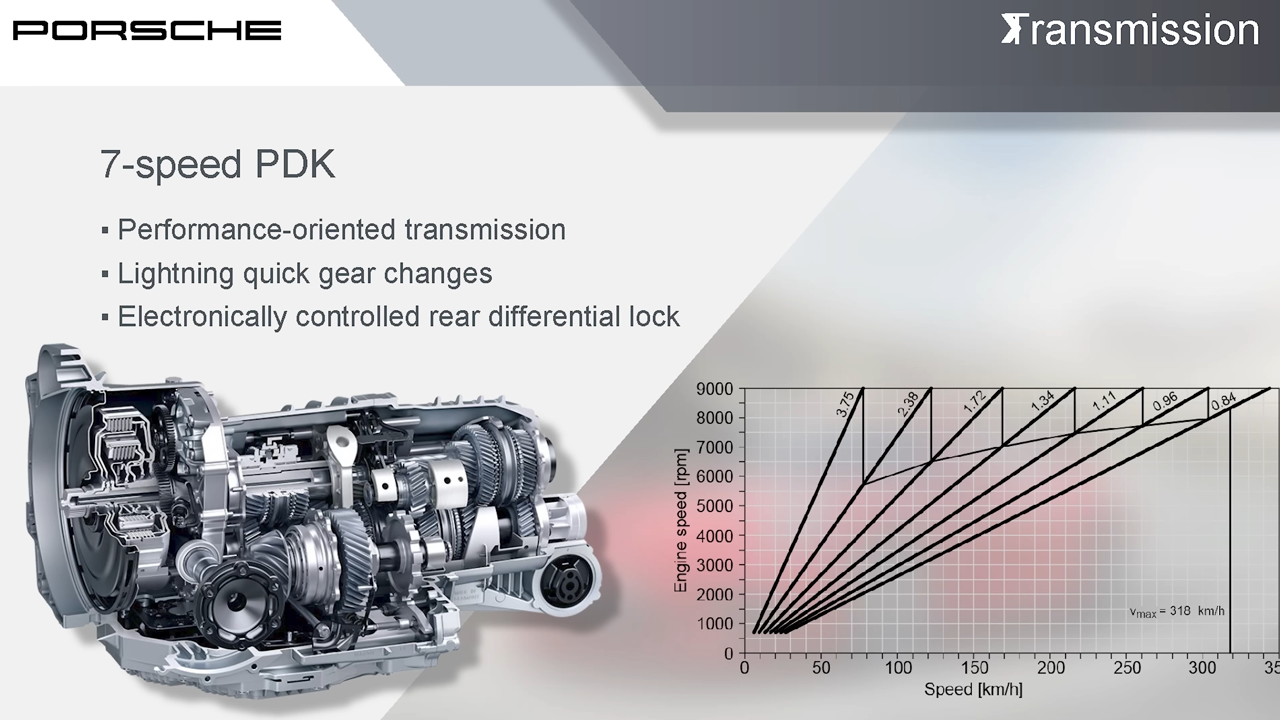 PORSCHE
Transmission
7-speed PDK
▪ Performance-oriented transmission
▪ Lightning quick gear changes
▪ Electronically controlled rear differential lock
9000
8000
7000
6000
5000
4000
3000
2000
1000
0
Engine speed [rpm]
3.75
2.38
1.72
1.34
1.11
0.96
0.84
vmax = 318 km/h
0 50 100 150 200 250 300 35
Speed [km/h]